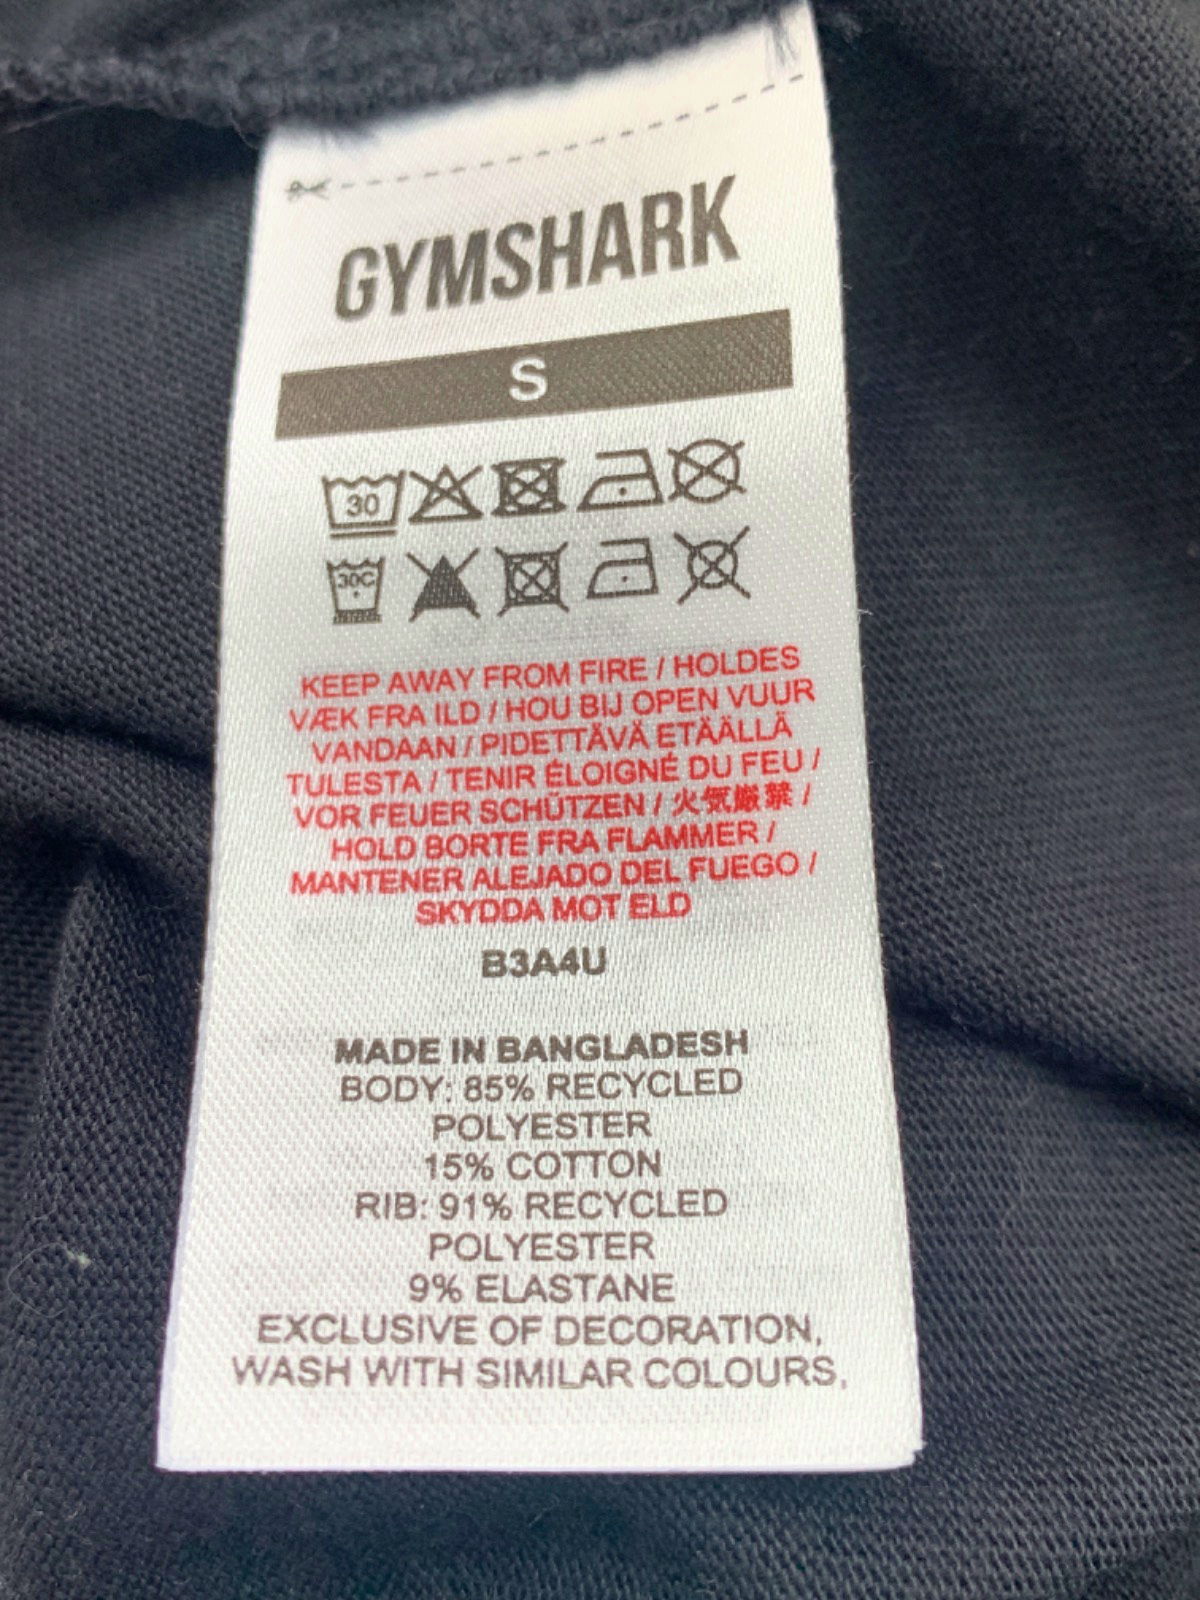 GYMSHARK
S
30
30C
KEEP AWAY FROM FIRE / HOLDES
VÆK FRA ILD / HOU BIJ OPEN VUUR
VANDAAN / PIDETTÄVÄ ETÄÄLLÄ
TULESTA / TENIR ÉLOIGNÉ DU FEU /
VOR FEUER SCHÜTZEN / 火気厳禁 /
HOLD BORTE FRA FLAMMER /
MANTENER ALEJADO DEL FUEGO /
SKYDDA MOT ELD
B3A4U
MADE IN BANGLADESH
BODY: 85% RECYCLED
POLYESTER
15% COTTON
RIB: 91% RECYCLED
POLYESTER
9% ELASTANE
EXCLUSIVE OF DECORATION,
WASH WITH SIMILAR COLOURS,